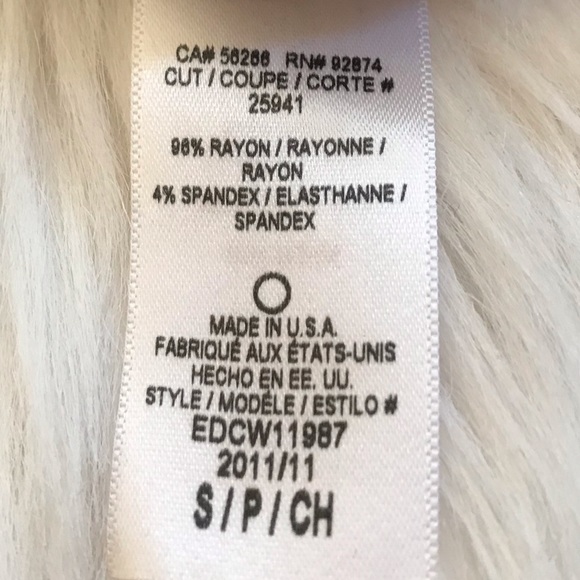 CA# 56266 RN# 92874
CUT / COUPE / CORTE #
25941
96% RAYON / RAYONNE /
RAYON
4% SPANDEX / ELASTHANNE /
SPANDEX
MADE IN U.S.A.
FABRIQUÉ AUX ÉTATS-UNIS
HECHO EN EE. UU.
STYLE / MODÉLE / ESTILO #
EDCW11987
2011/11
S / P / CH